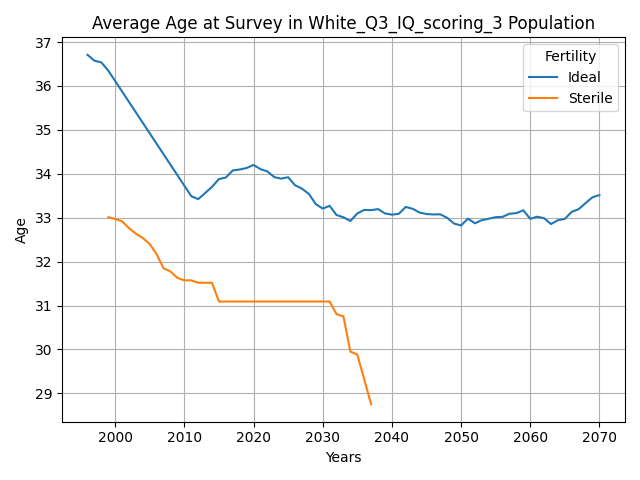 Average Age at Survey in White_Q3_IQ_scoring_3 Population
Fertility
Ideal
Sterile
Age
37
36
35
34
33
32
31
30
29
2000
2010
2020
2030
2040
2050
2060
2070
Years